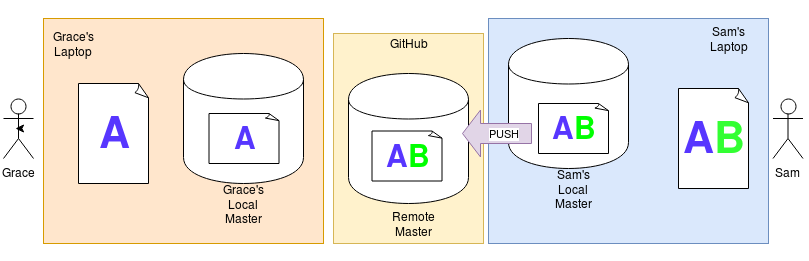 Grace's
Laptop
A
A
Grace's
Local
Master
Grace
GitHub
AB
Remote
Master
PUSH
Sam's
Laptop
AB
Sam's
Local
Master
AB
Sam